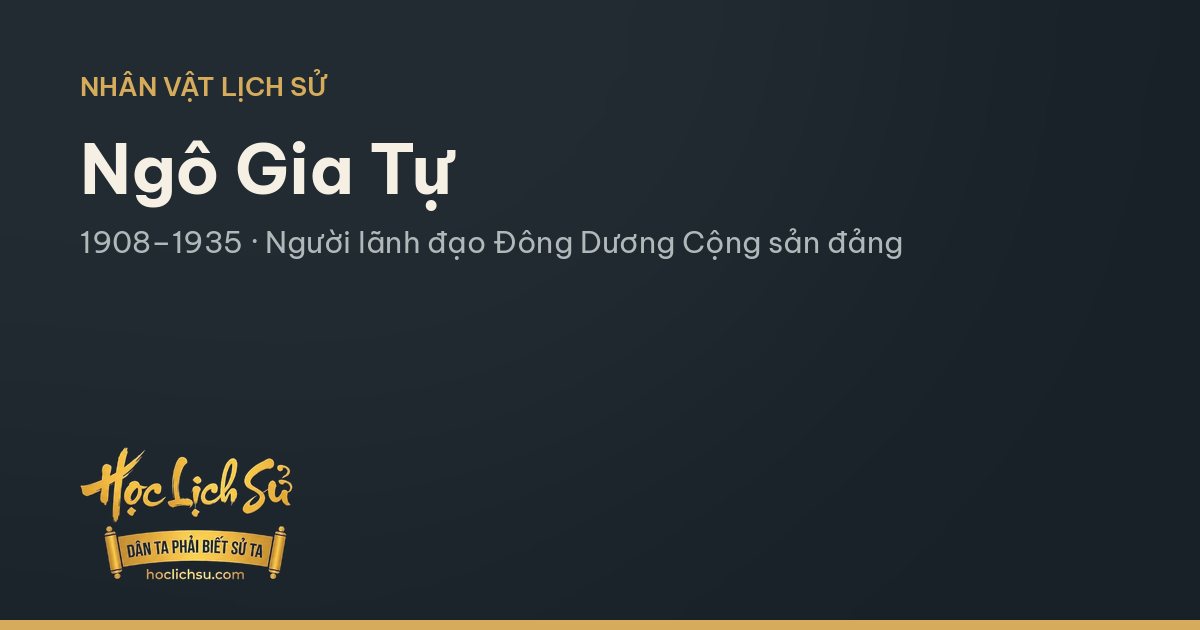 NHÂN VẬT LỊCH SỬ
Ngô Gia Tự
1908–1935 · Người lãnh đạo Đông Dương Cộng sản đảng
Học Lịch Sử
DÂN TA PHẢI BIẾT SỬ TA
hoclichsu.com